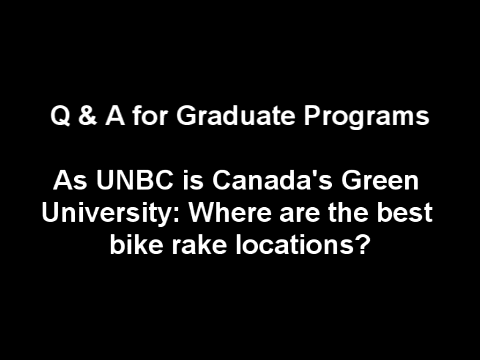 Q & A for Graduate Programs
As UNBC is Canada's Green
University: Where are the best
bike rake locations?